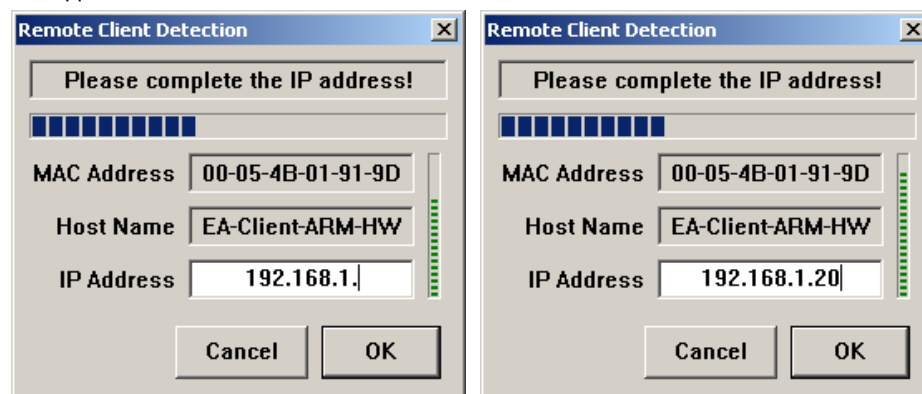 Remote Client Detection
Please complete the IP address!
MAC Address 00-05-4B-01-91-9D
Host Name EA-Client-ARM-HW
IP Address 192.168.1.
Cancel OK
Remote Client Detection
Please complete the IP address!
MAC Address 00-05-4B-01-91-9D
Host Name EA-Client-ARM-HW
IP Address 192.168.1.20
Cancel OK